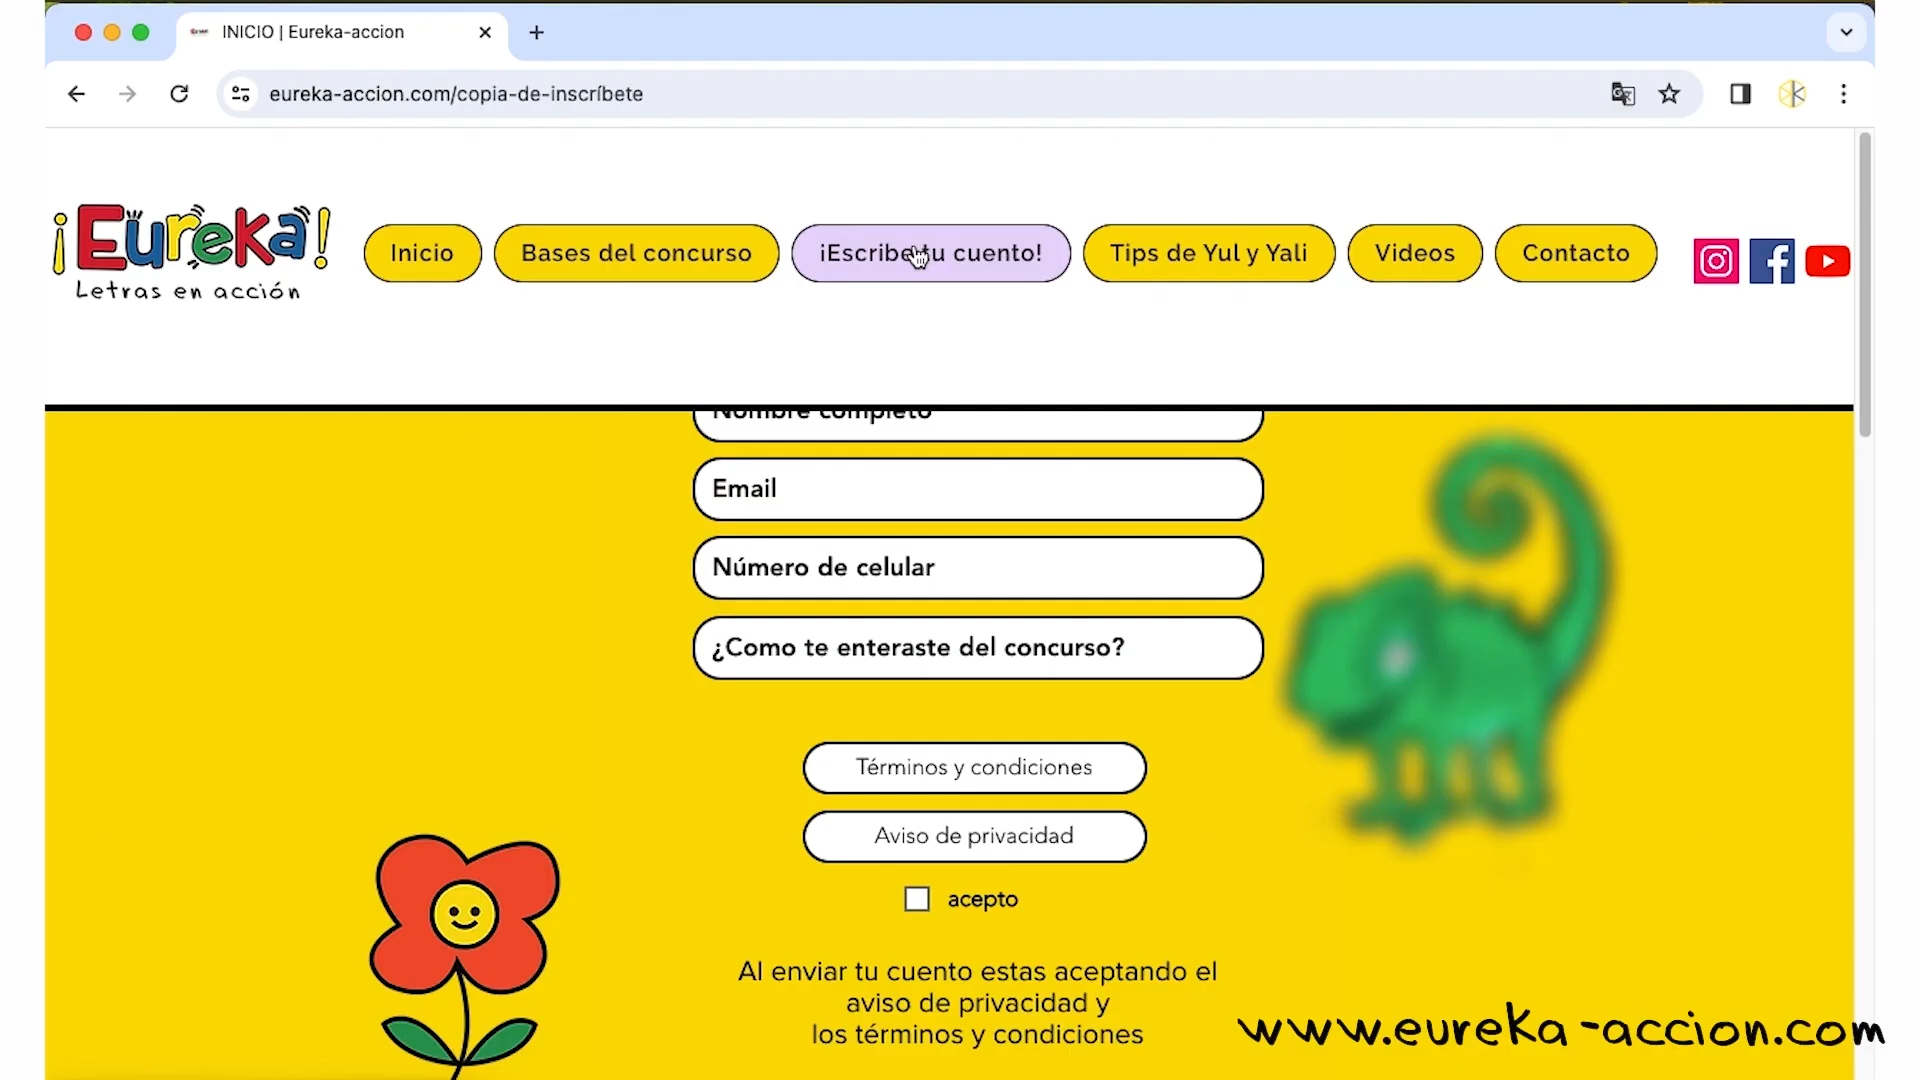 INICIO | Eureka-accion
eureka-accion.com/copia-de-inscríbete
¡Eureka!
Letras en acción
Inicio
Bases del concurso
¡Escribe tu cuento!
Tips de Yul y Yali
Videos
Contacto
Nombre completo
Email
Número de celular
¿Como te enteraste del concurso?
Términos y condiciones
Aviso de privacidad
acepto
Al enviar tu cuento estas aceptando el
aviso de privacidad y
los términos y condiciones
www.eureka-accion.com